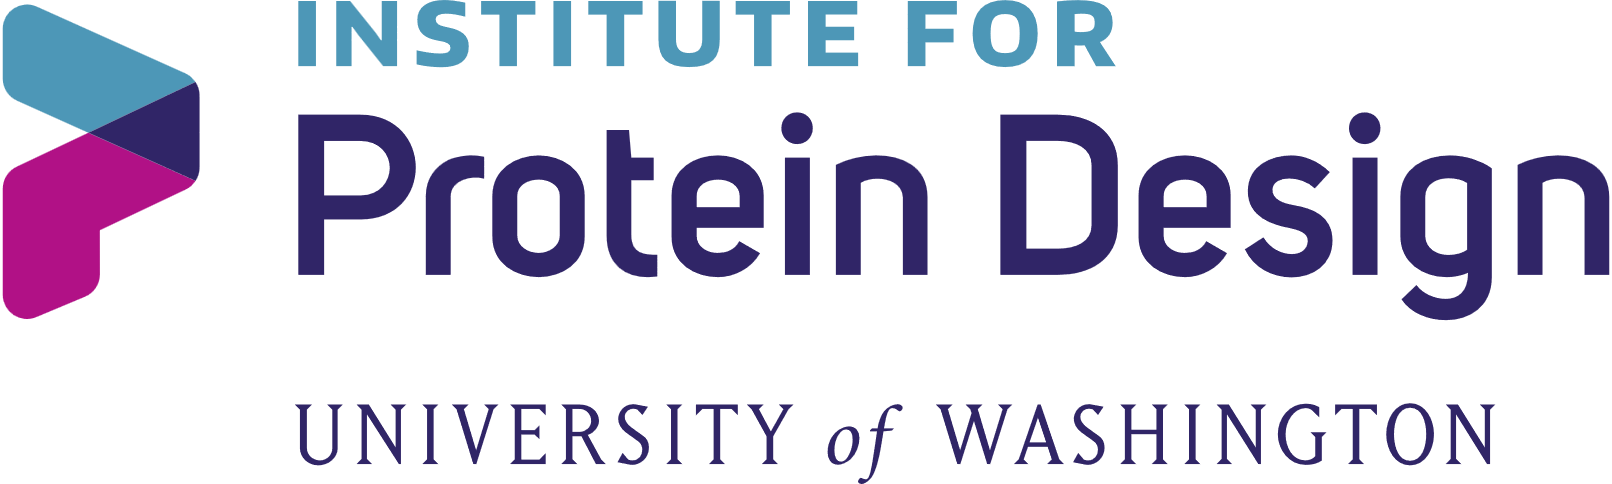 INSTITUTE FOR
Protein Design
UNIVERSITY of WASHINGTON